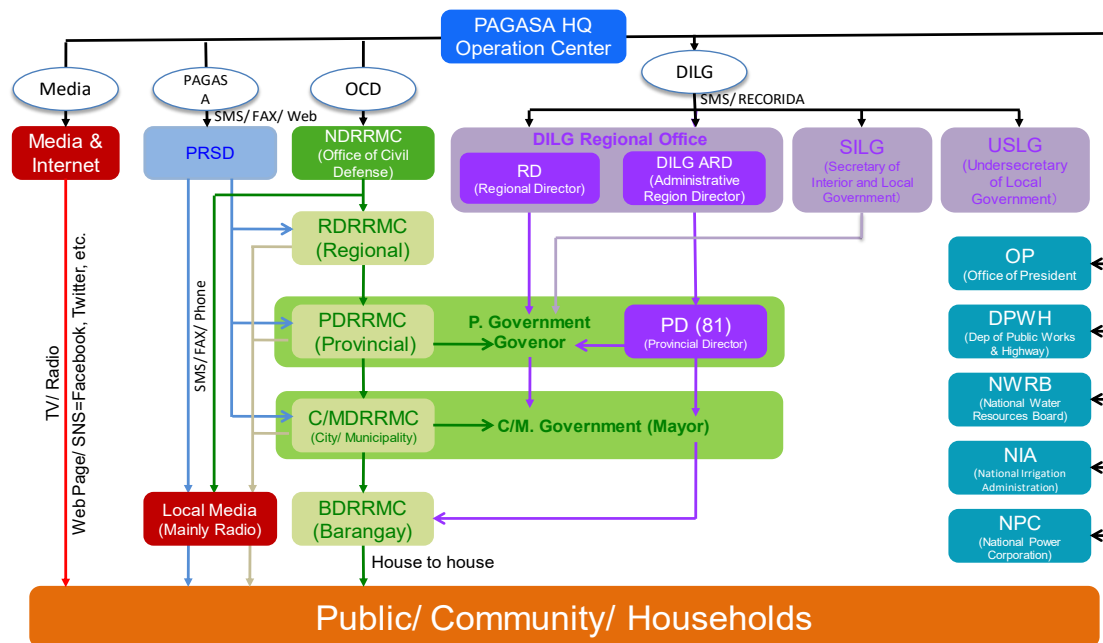 PAGASA HQ
Operation Center
Media
PAGAS
A
OCD
DILG
SMS/ FAX/ Web
SMS/ RECORIDA
Media &
Internet
PRSD
NDRRMC
(Office of Civil
Defense)
DILG Regional Office
RD
(Regional Director)
DILG ARD
(Administrative
Region Director)
SILG
(Secretary of
Interior and Local
Government)
USLG
(Undersecretary
of Local
Government)
RDRRMC
(Regional)
OP
(Office of President
PDRRMC
(Provincial)
P. Government
Govenor
PD (81)
(Provincial Director)
DPWH
(Dep of Public Works
& Highway)
TV/ Radio
Web Page/ SNS=Facebook, Twitter, etc.
SMS/ FAX/ Phone
C/MDRRMC
(City/ Municipality)
C/M. Government (Mayor)
NWRB
(National Water
Resources Board)
NIA
(National Irrigation
Administration)
Local Media
(Mainly Radio)
BDRRMC
(Barangay)
NPC
(National Power
Corporation)
House to house
Public/ Community/ Households